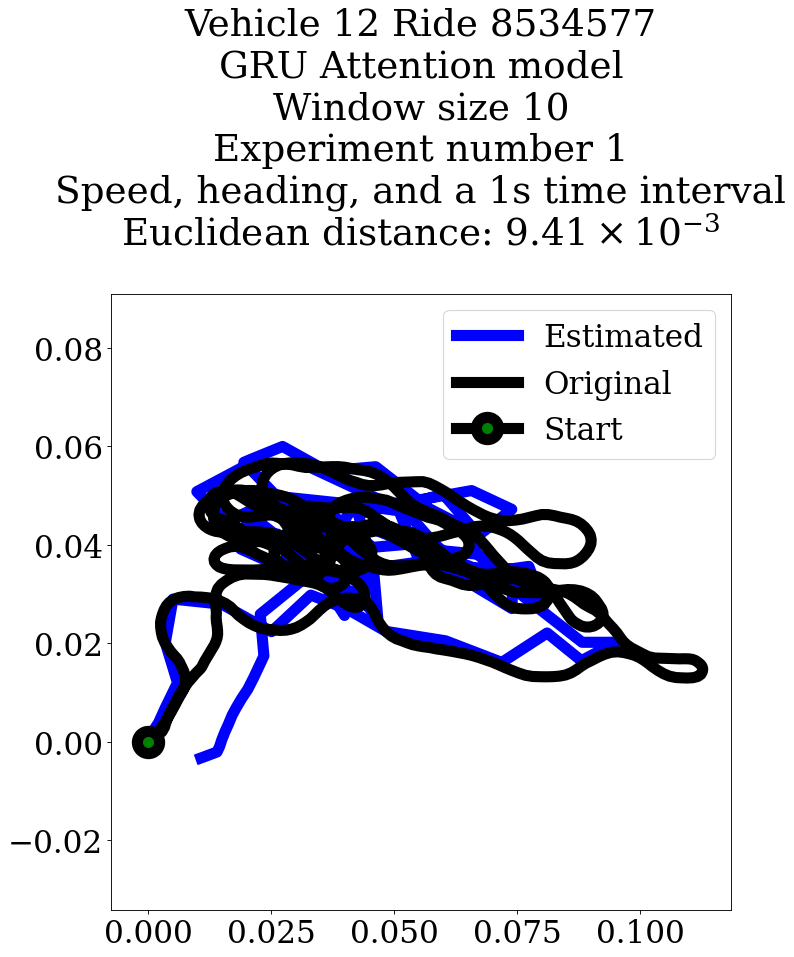 Vehicle 12 Ride 8534577
GRU Attention model
Window size 10
Experiment number 1
Speed, heading, and a 1s time interval
Euclidean distance: 9.41 × 10⁻³
Estimated
Original
Start
0.08
0.06
0.04
0.02
0.00
−0.02
0.000 0.025 0.050 0.075 0.100